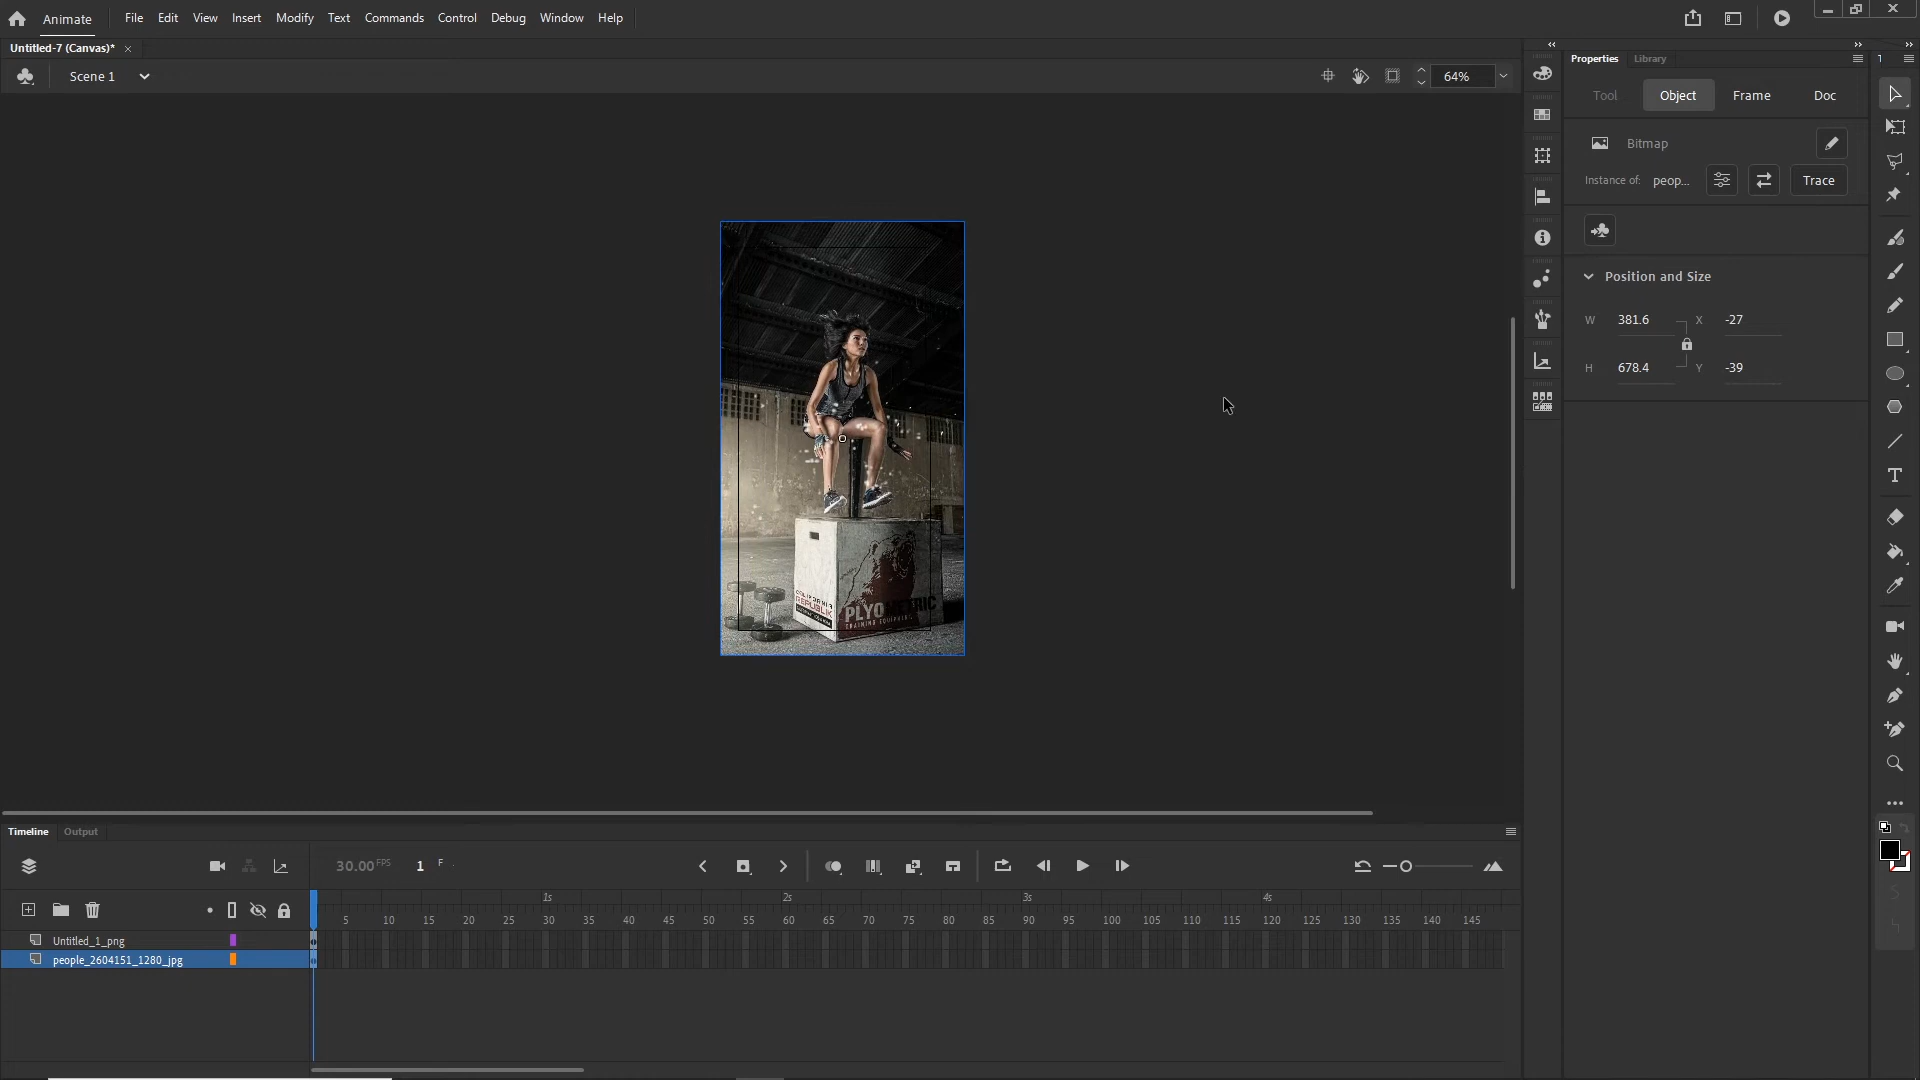 Animate File Edit View Insert Modify Text Commands Control Debug Window Help
Untitled-7 (Canvas)* ×
Scene 1 64%
Properties Library
Tool Object Frame Doc
Bitmap
Instance of: peop... Trace
Position and Size
W 381.6 X -27
H 678.4 Y -39
CALIFORNIA
REPUBLIK
PLYOMETRIC
TRAINING EQUIPMENT
Timeline Output
30.00 FPS 1 F
1s 2s 3s 4s
5 10 15 20 25 30 35 40 45 50 55 60 65 70 75 80 85 90 95 100 105 110 115 120 125 130 135 140 145
Untitled_1_png
people_2604151_1280_jpg